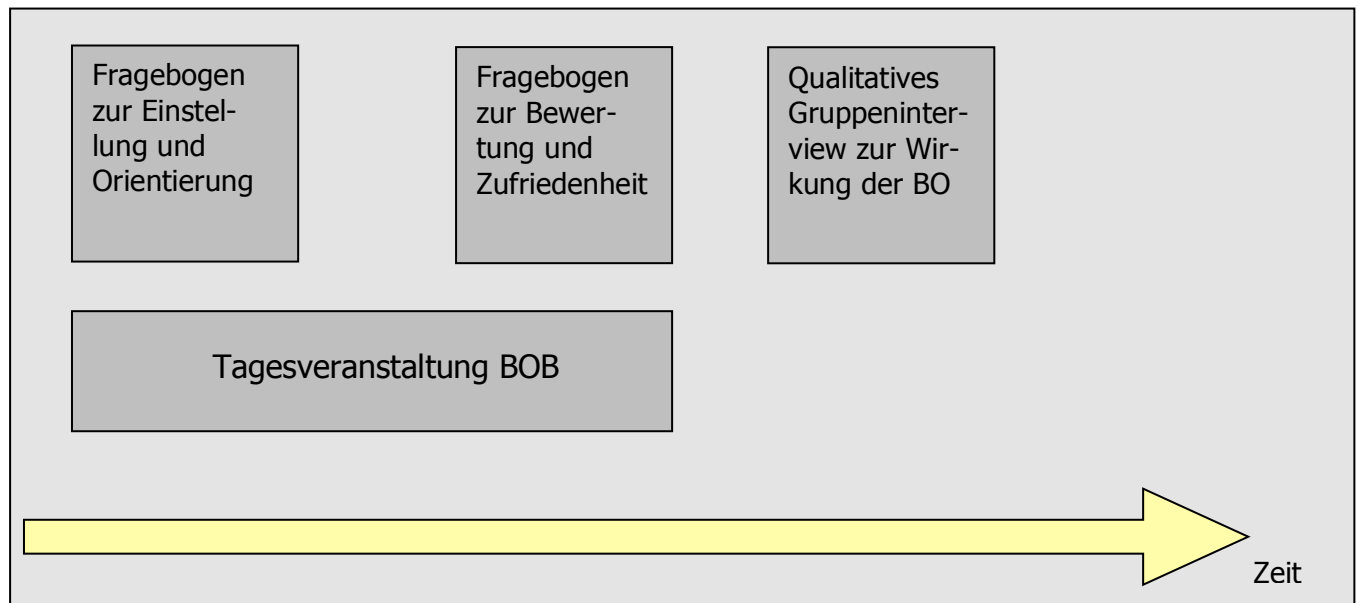 Fragebogen
zur Einstel-
lung und
Orientierung
Fragebogen
zur Bewer-
tung und
Zufriedenheit
Qualitatives
Gruppeninter-
view zur Wir-
kung der BO
Tagesveranstaltung BOB
Zeit